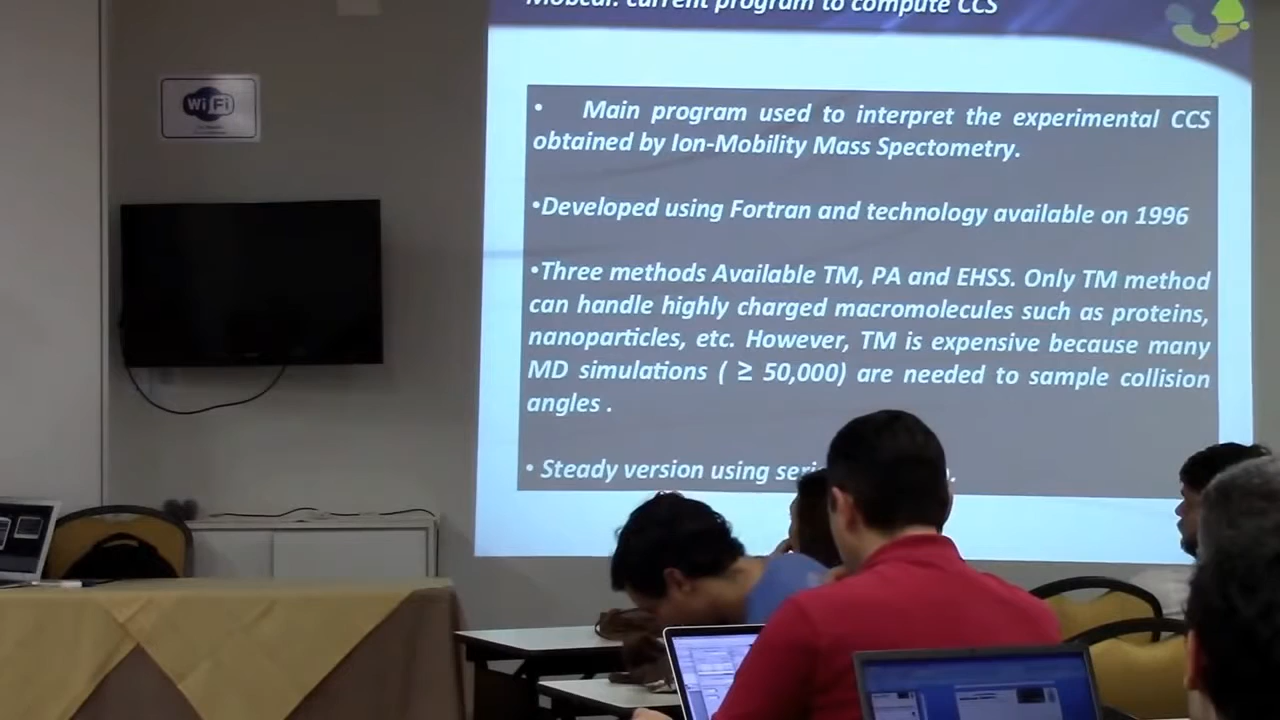 Mobcal: current program to compute CCS
Wi Fi
• Main program used to interpret the experimental CCS
obtained by Ion-Mobility Mass Spectometry.
•Developed using Fortran and technology available on 1996
•Three methods Available TM, PA and EHSS. Only TM method
can handle highly charged macromolecules such as proteins,
nanoparticles, etc. However, TM is expensive because many
MD simulations ( ≥ 50,000) are needed to sample collision
angles .
• Steady version using